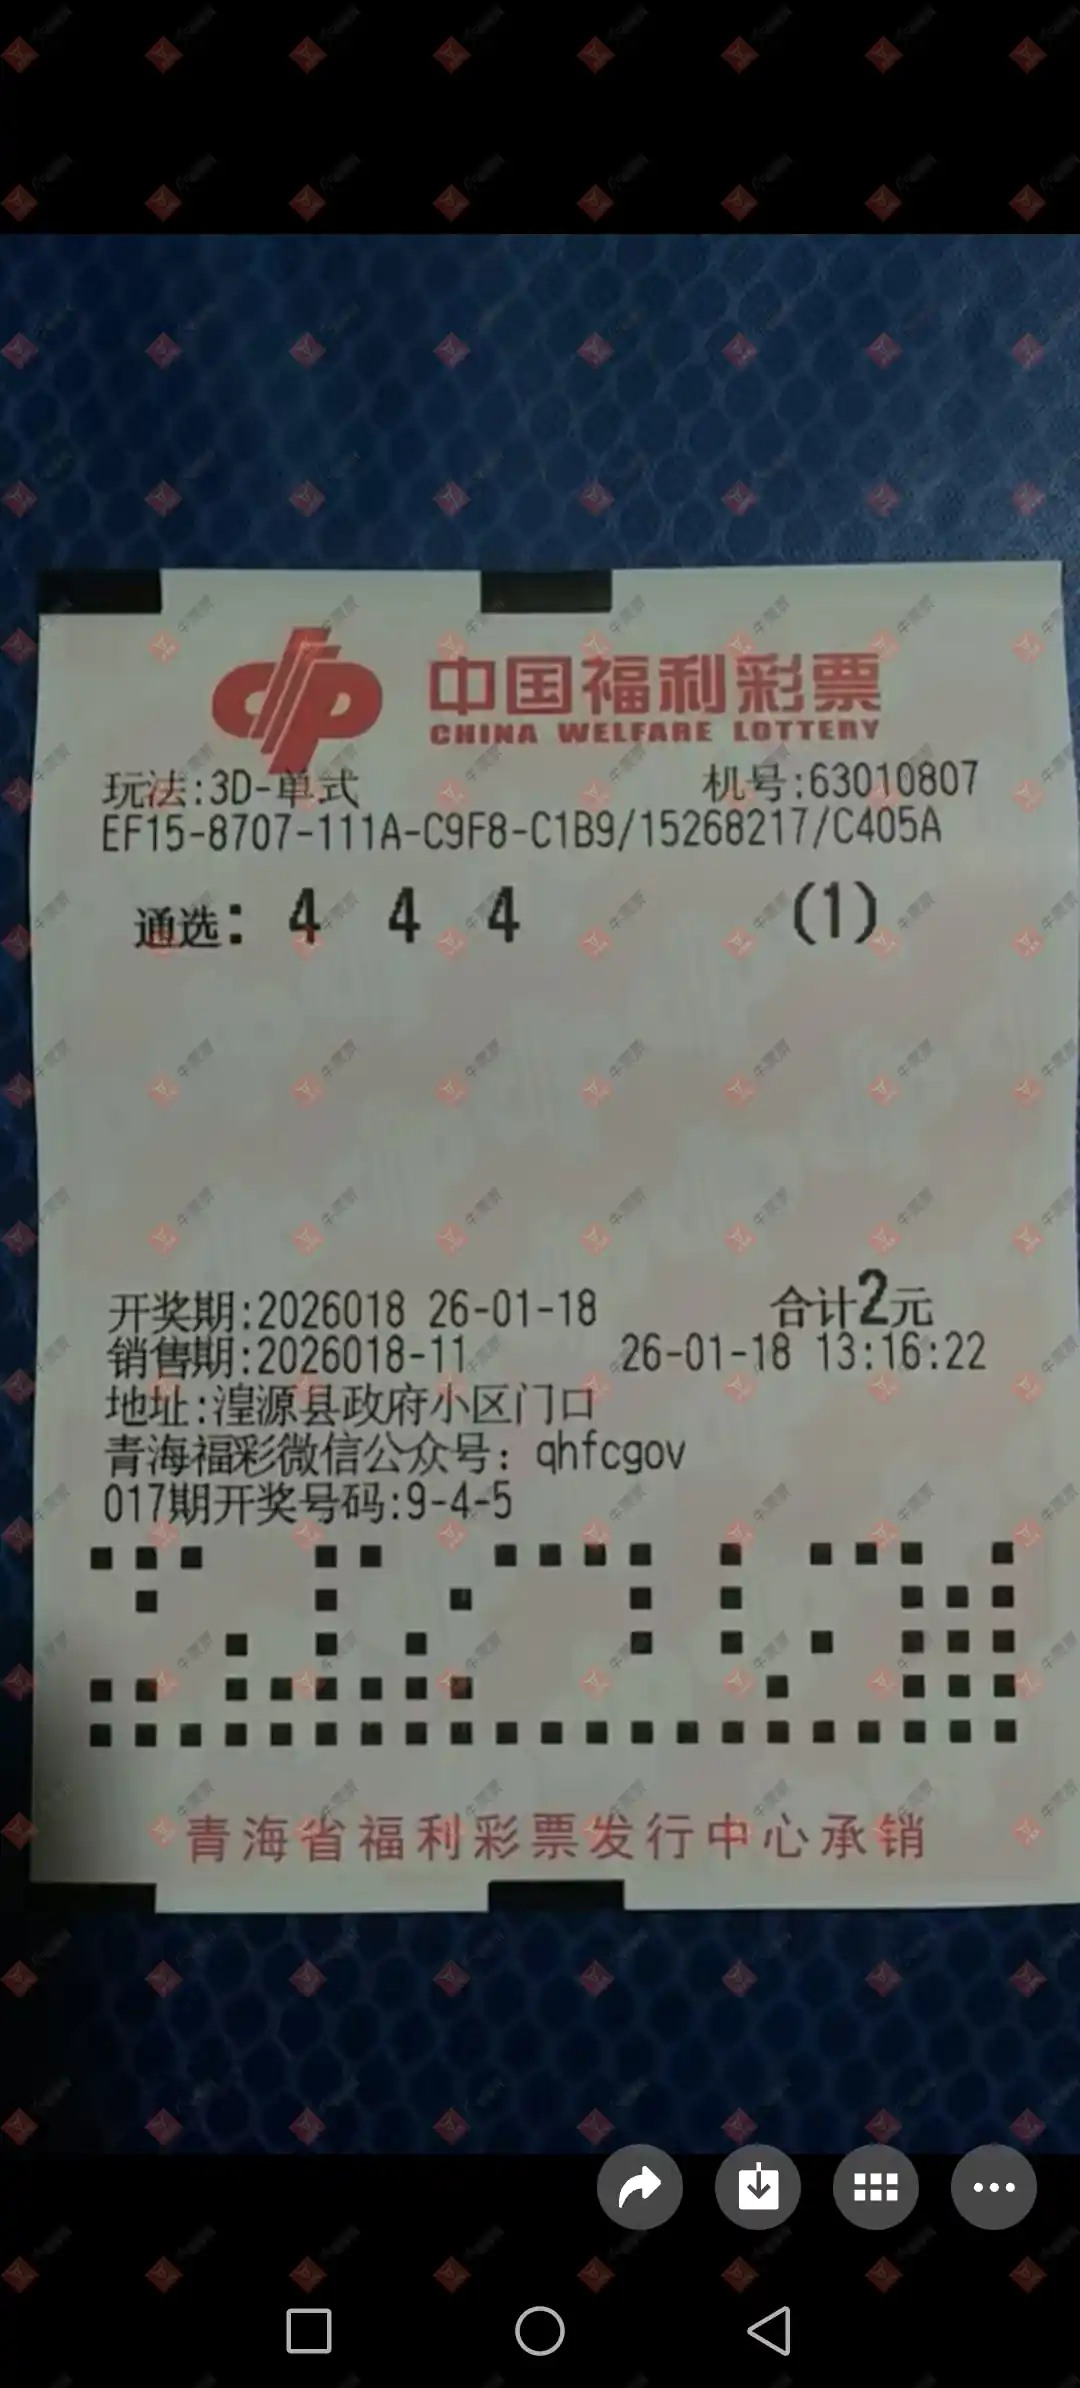 中国福利彩票
CHINA WELFARE LOTTERY
玩法:3D-单式 机号:63010807
EF15-8707-111A-C9F8-C1B9/15268217/C405A
通选: 4 4 4 (1)
开奖期:2026018 26-01-18 合计2元
销售期:2026018-11 26-01-18 13:16:22
地址:湟源县政府小区门口
青海福彩微信公众号: qhfcgov
017期开奖号码:9-4-5
青海省福利彩票发行中心承销